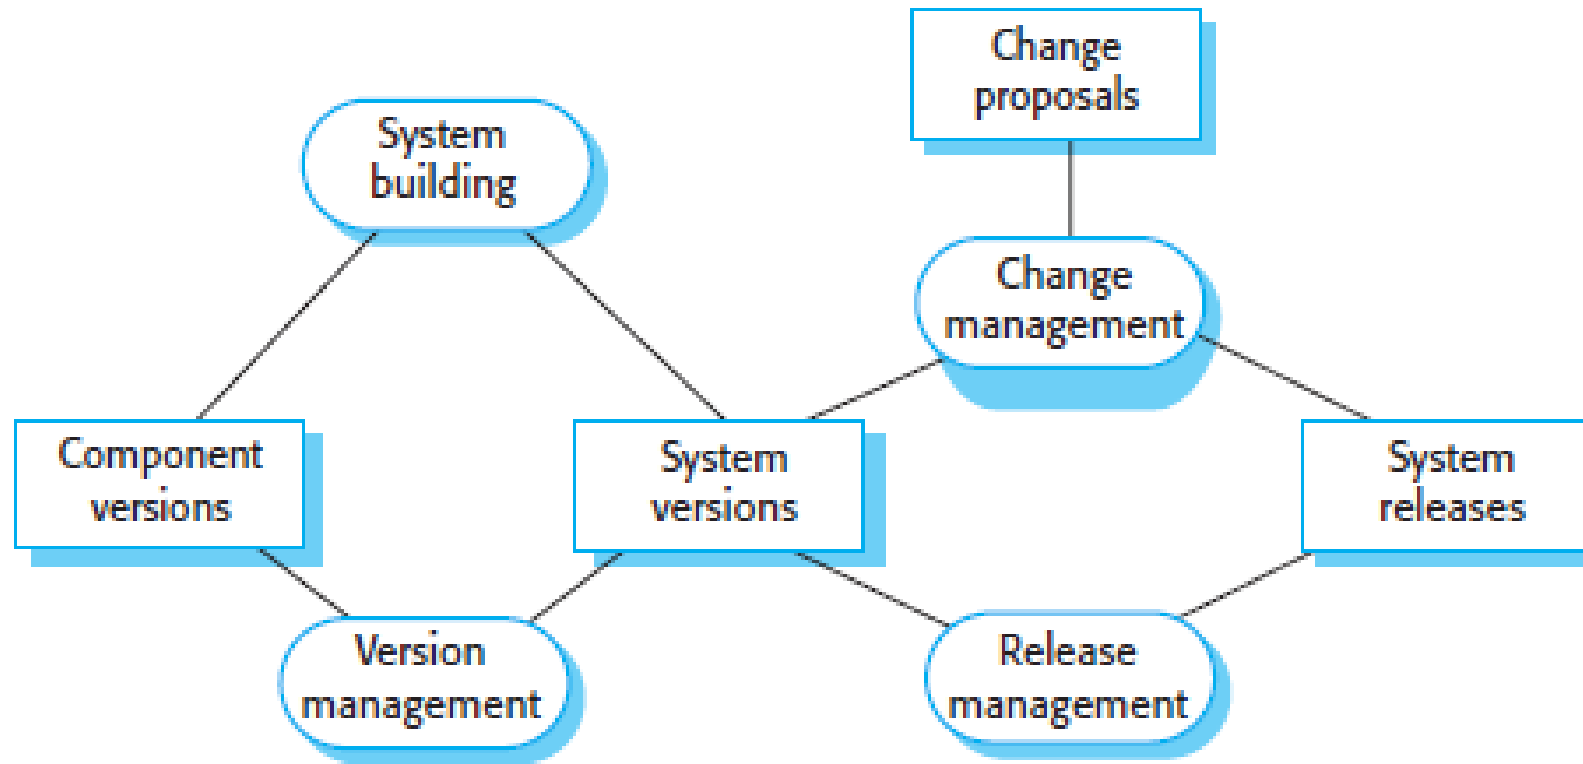 Change
proposals
System
building
Change
management
Component
versions
System
versions
System
releases
Version
management
Release
management